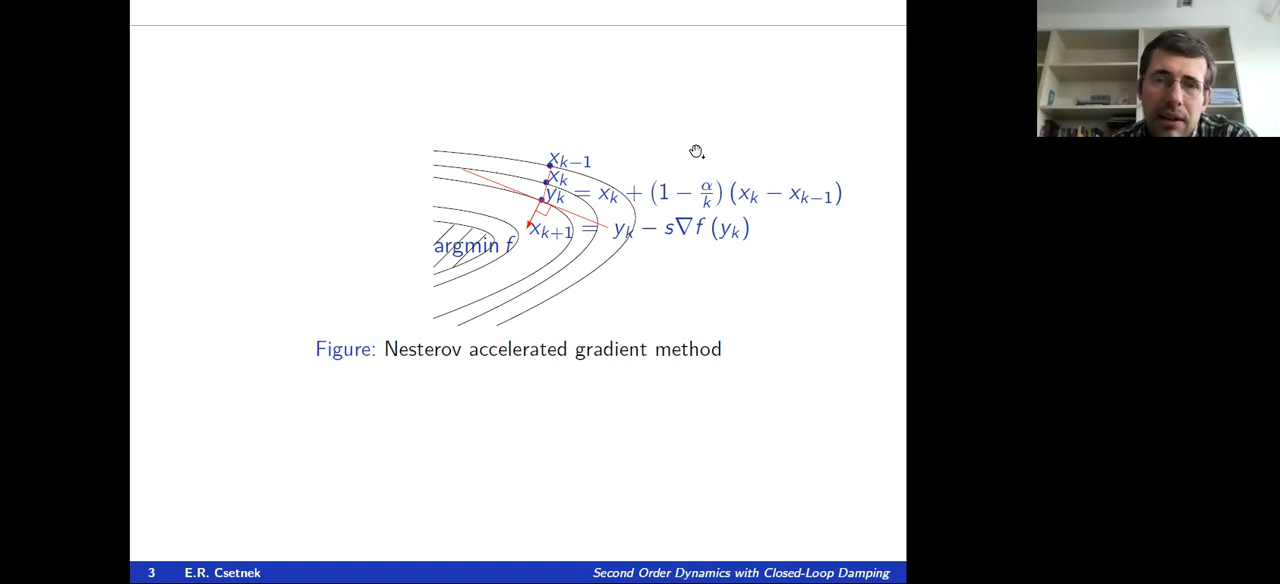 x_{k−1}
x_k
y_k = x_k + (1 − α/k) (x_k − x_{k−1})
x_{k+1} = y_k − s∇f (y_k)
argmin f
Figure: Nesterov accelerated gradient method
3 E.R. Csetnek Second Order Dynamics with Closed-Loop Damping